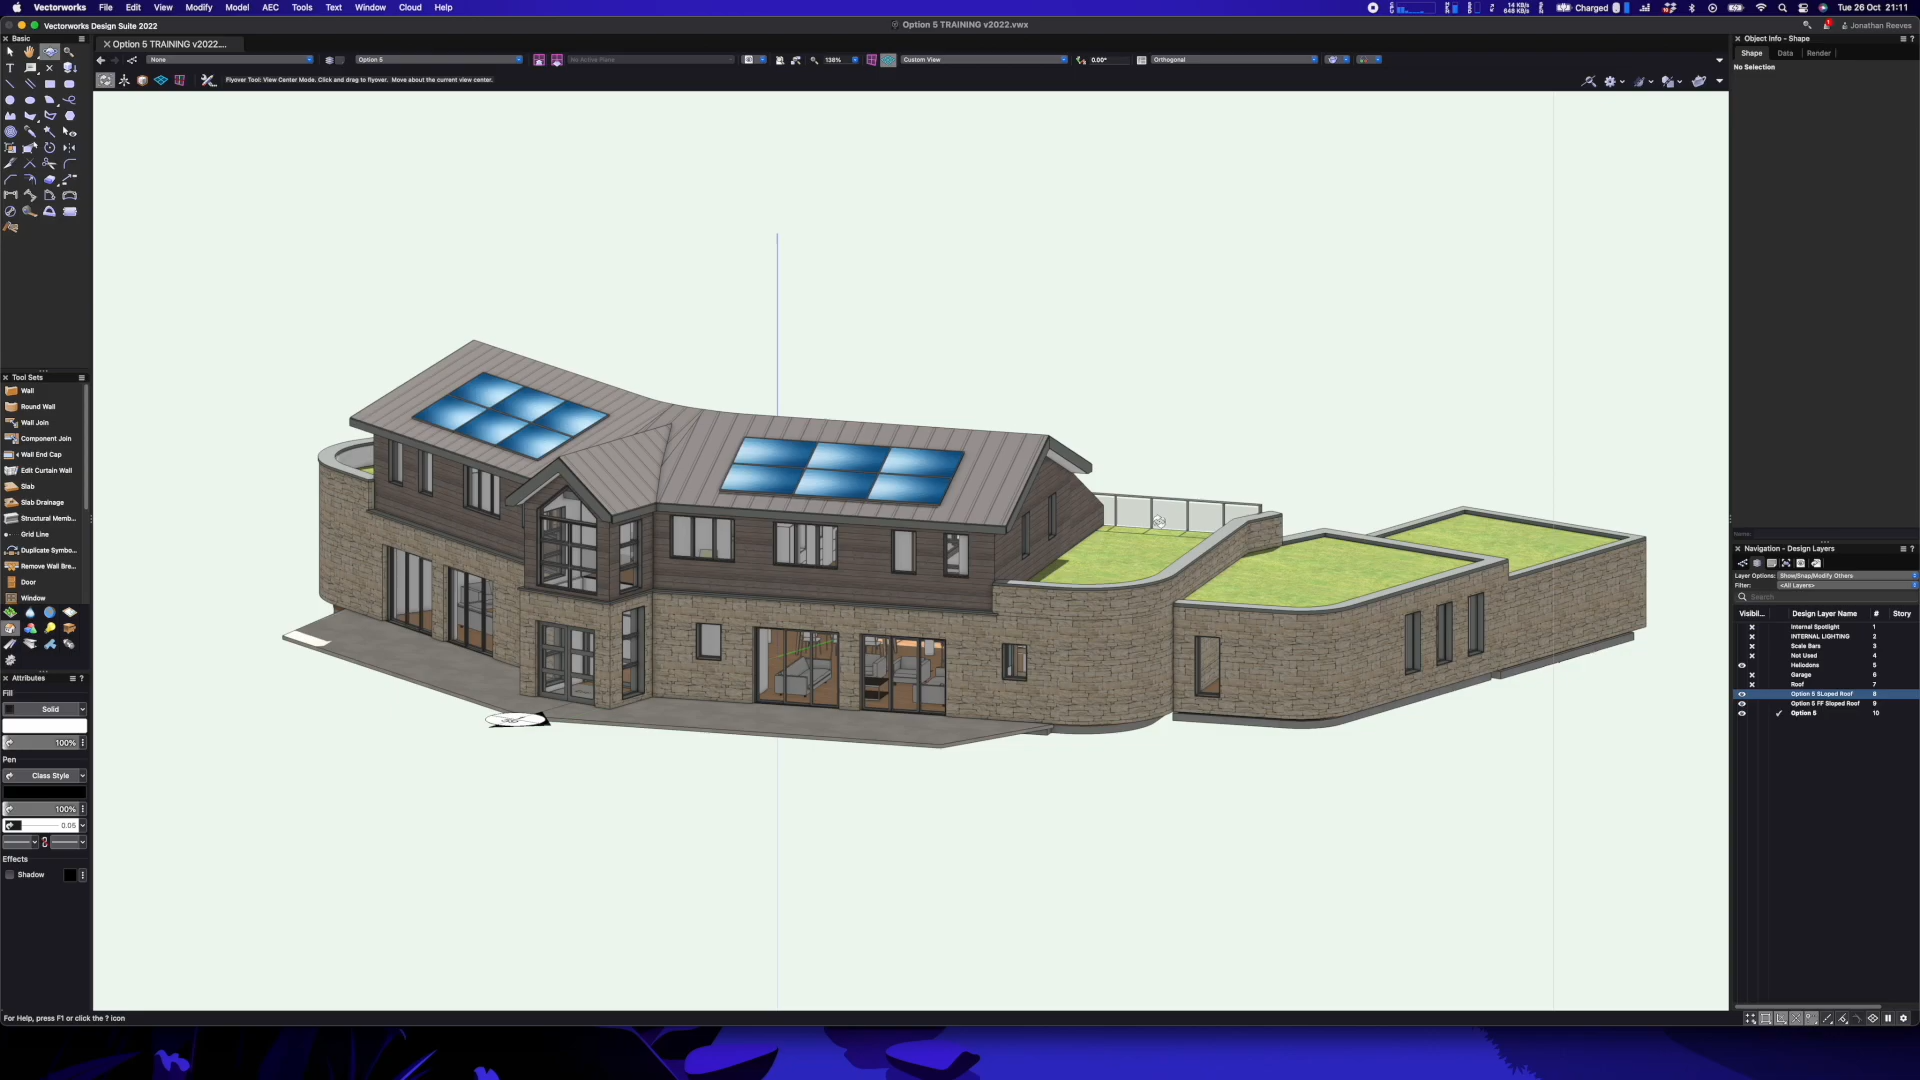 Vectorworks File Edit View Modify Model AEC Tools Text Window Cloud Help
14 KB/s
648 KB/s
Charged
Tue 26 Oct 21:11
Vectorworks Design Suite 2022
Option 5 TRAINING v2022.vwx
Jonathan Reeves
Basic
Option 5 TRAINING v2022....
None
Option 5
No Active Plane
138%
Custom View
0.00°
Orthogonal
Flyover Tool: View Center Mode. Click and drag to flyover. Move about the current view center.
Object Info - Shape
Shape Data Render
No Selection
Tool Sets
Wall
Round Wall
Wall Join
Component Join
Wall End Cap
Edit Curtain Wall
Slab
Slab Drainage
Structural Memb...
Grid Line
Duplicate Symbo...
Remove Wall Bre...
Door
Window
Attributes
Fill
Solid
100%
Pen
Class Style
100%
0.05
Effects
Shadow
Name:
Navigation - Design Layers
Layer Options: Show/Snap/Modify Others
Filter: <All Layers>
Search
Visibil... Design Layer Name # Story
Internal Spotlight 1
INTERNAL LIGHTING 2
Scale Bars 3
Not Used 4
Heliodons 5
Garage 6
Roof 7
Option 5 SLoped Roof 8
Option 5 FF Sloped Roof 9
Option 5 10
For Help, press F1 or click the ? icon